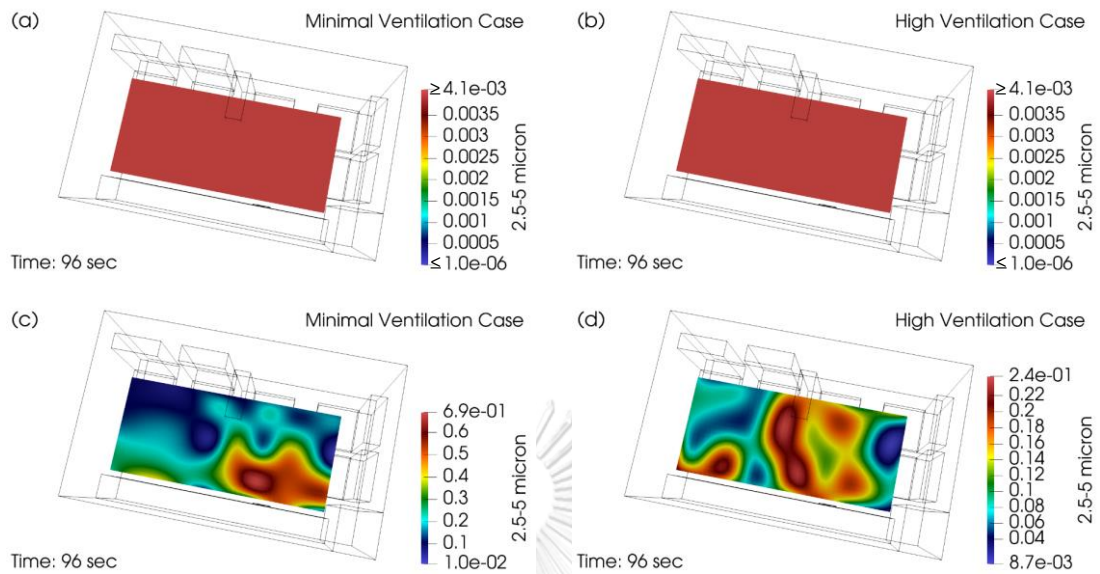 (a)
Minimal Ventilation Case
≥ 4.1e-03
0.0035
0.003
0.0025
0.002
0.0015
0.001
0.0005
≤ 1.0e-06
2.5-5 micron
Time: 96 sec
(b)
High Ventilation Case
≥ 4.1e-03
0.0035
0.003
0.0025
0.002
0.0015
0.001
0.0005
≤ 1.0e-06
2.5-5 micron
Time: 96 sec
(c)
Minimal Ventilation Case
6.9e-01
0.6
0.5
0.4
0.3
0.2
0.1
1.0e-02
2.5-5 micron
Time: 96 sec
(d)
High Ventilation Case
2.4e-01
0.22
0.2
0.18
0.16
0.14
0.12
0.1
0.08
0.06
0.04
8.7e-03
2.5-5 micron
Time: 96 sec